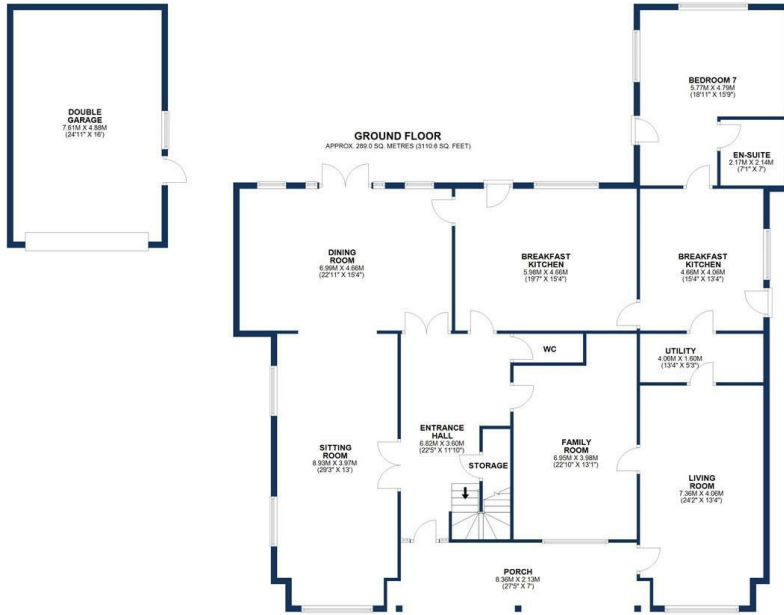 DOUBLE
GARAGE
7.61M X 4.88M
(24'11" X 16')
GROUND FLOOR
APPROX. 289.0 SQ. METRES (3110.6 SQ. FEET)
BEDROOM 7
5.77M X 4.79M
(18'11" X 15'9")
EN-SUITE
2.17M X 2.14M
(7'1" X 7')
DINING
ROOM
6.99M X 4.66M
(22'11" X 15'4")
BREAKFAST
KITCHEN
5.98M X 4.66M
(19'7" X 15'4")
BREAKFAST
KITCHEN
4.66M X 4.06M
(15'4" X 13'4")
WC
UTILITY
4.06M X 1.60M
(13'4" X 5'3")
SITTING
ROOM
8.93M X 3.97M
(29'3" X 13')
ENTRANCE
HALL
6.82M X 3.60M
(22'5" X 11'10")
STORAGE
FAMILY
ROOM
6.95M X 3.98M
(22'10" X 13'1")
LIVING
ROOM
7.36M X 4.06M
(24'2" X 13'4")
PORCH
8.36M X 2.13M
(27'5" X 7')